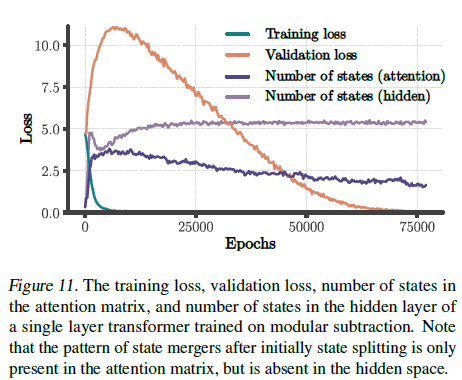 10.0
7.5
5.0
2.5
0.0
Loss
Training loss
Validation loss
Number of states (attention)
Number of states (hidden)
0
25000
50000
75000
Epochs
Figure 11. The training loss, validation loss, number of states in
the attention matrix, and number of states in the hidden layer of
a single layer transformer trained on modular subtraction. Note
that the pattern of state mergers after initially state splitting is only
present in the attention matrix, but is absent in the hidden space.